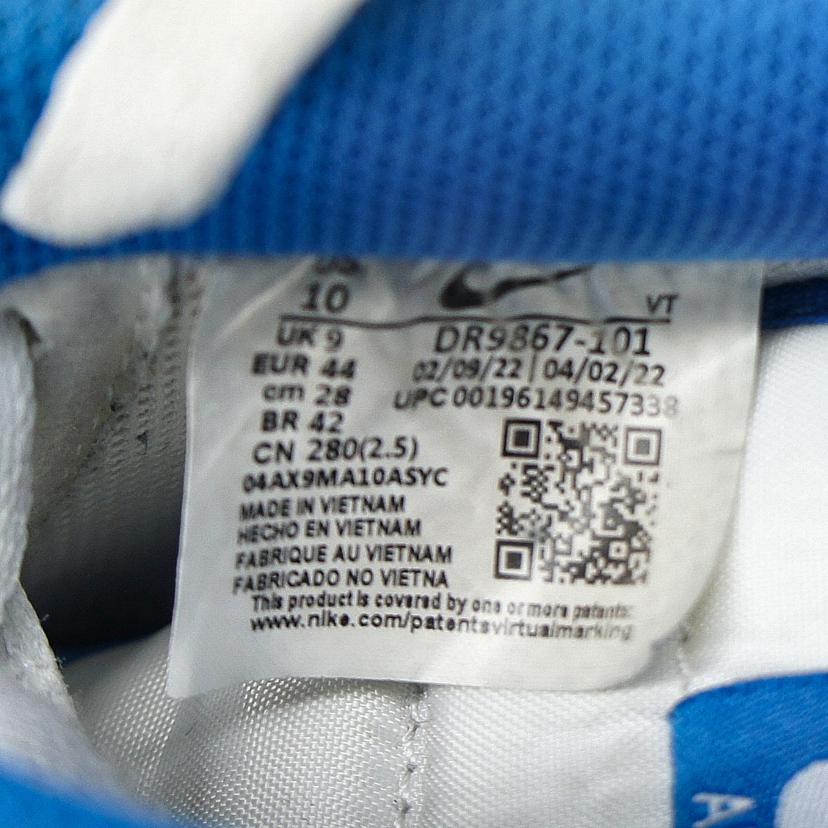 US
10
VT
UK 9
DR9867-101
EUR 44
02/09/22 | 04/02/22
cm 28
UPC 00196149457338
BR 42
CN 280(2.5)
04AX9MA10ASYC
MADE IN VIETNAM
HECHO EN VIETNAM
FABRIQUE AU VIETNAM
FABRICADO NO VIETNA
This product is covered by one or more patents:
www.nike.com/patentsvirtualmarking
A